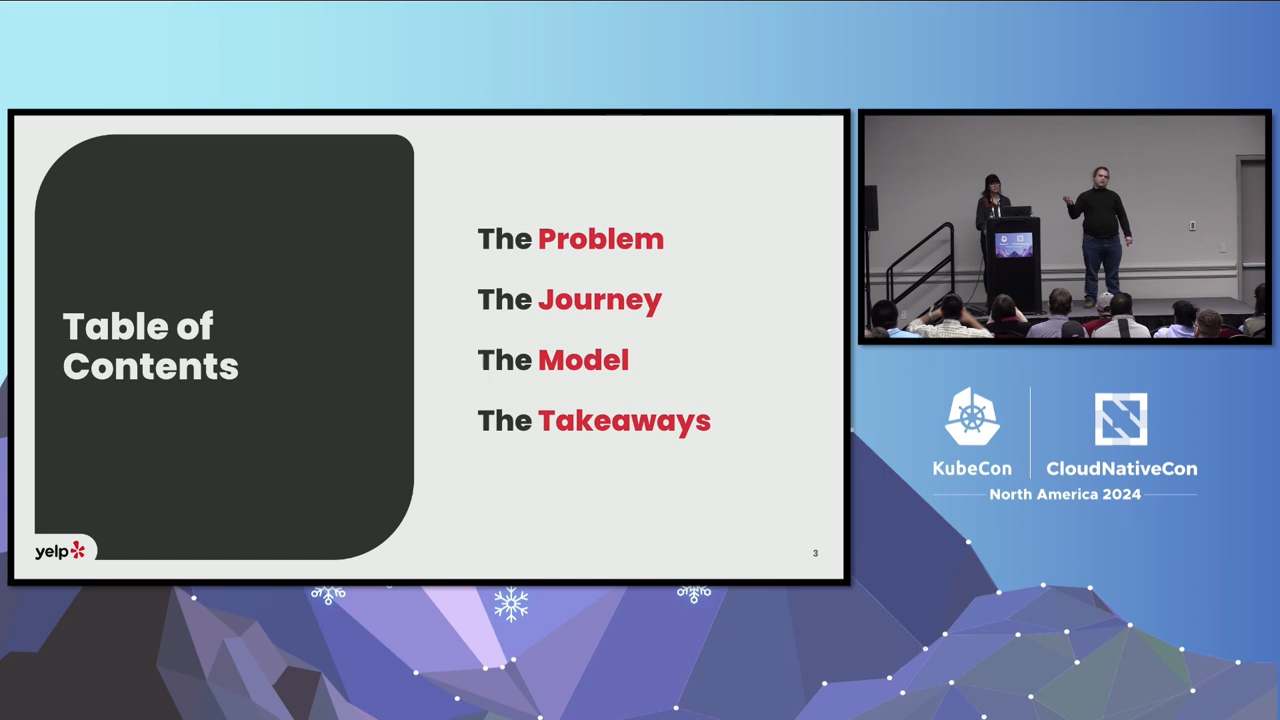 Table of
Contents
The Problem
The Journey
The Model
The Takeaways
yelp
3
KubeCon
CloudNativeCon
North America 2024